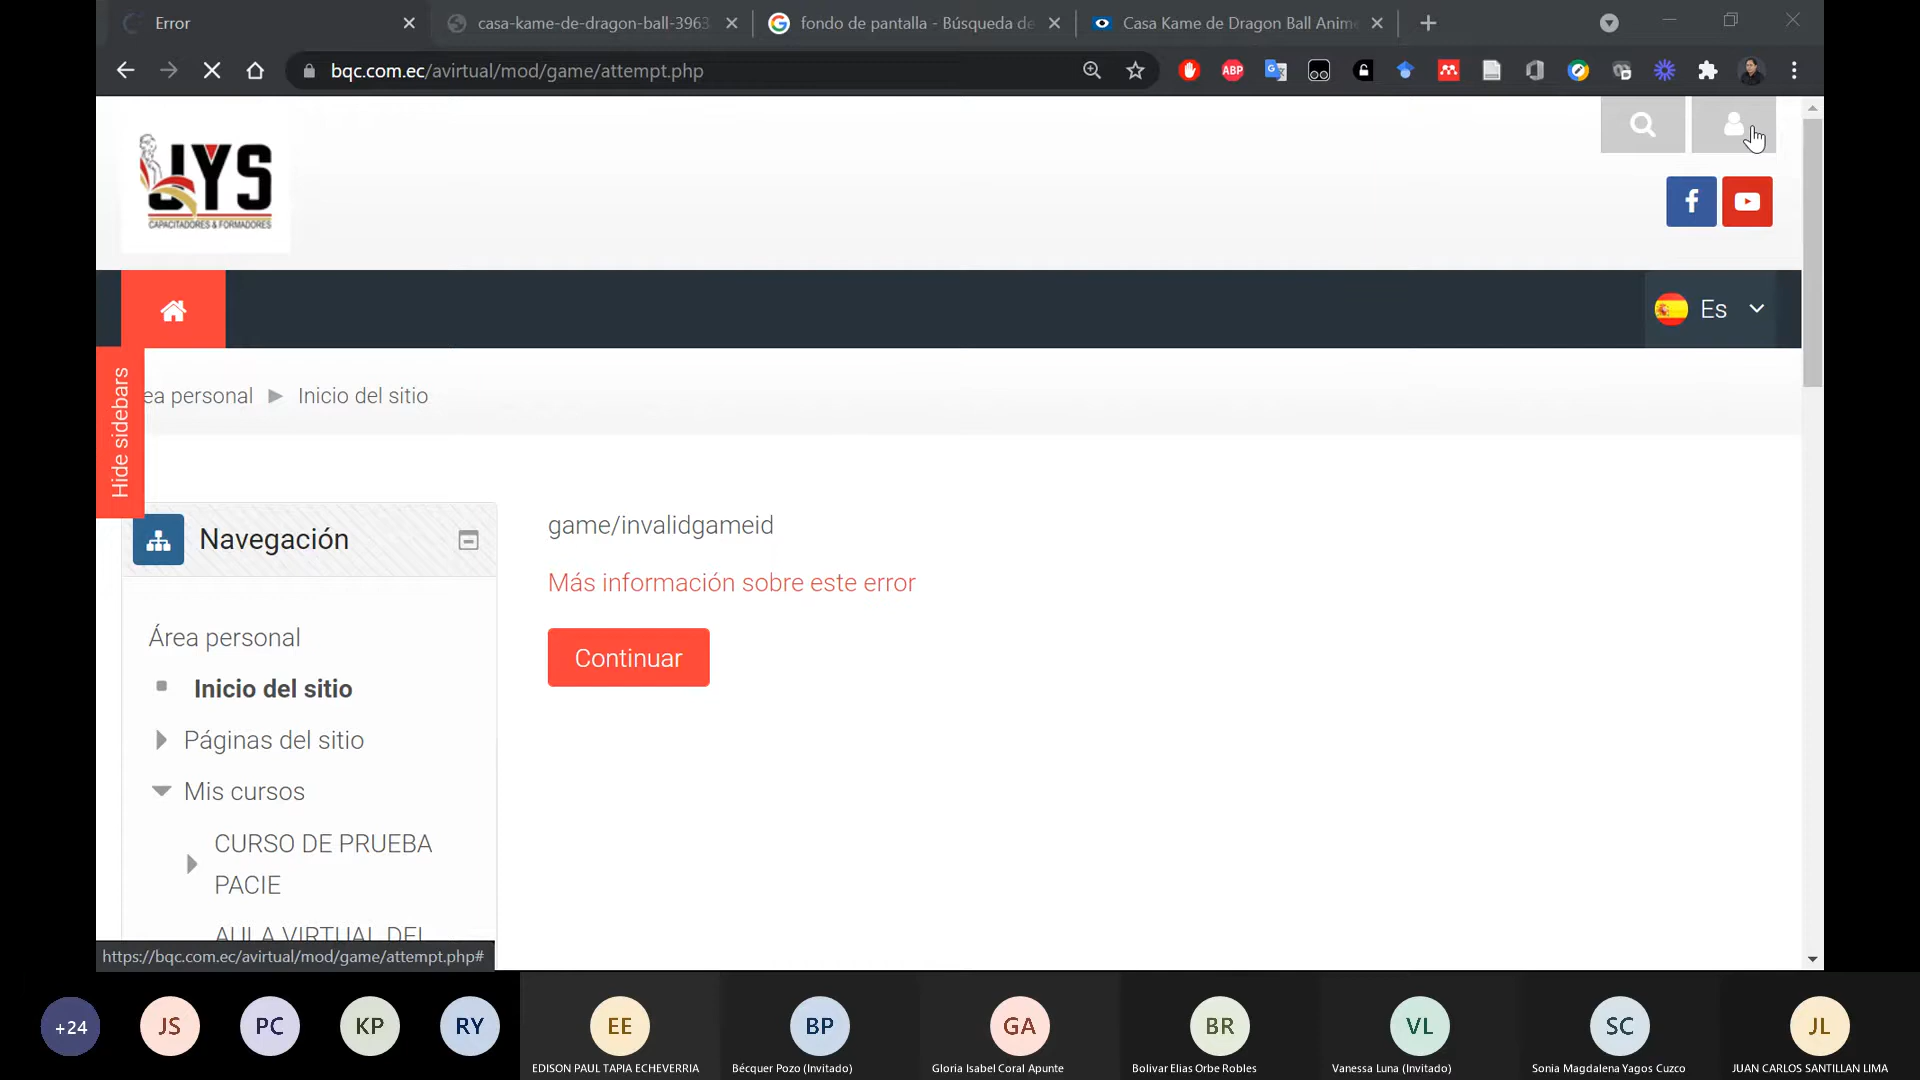 Error
casa-kame-de-dragon-ball-3963
fondo de pantalla - Búsqueda de
Casa Kame de Dragon Ball Anime
bqc.com.ec/avirtual/mod/game/attempt.php
ABP
JYS
CAPACITADORES & FORMADORES
Es
Hide sidebars
ea personal
Inicio del sitio
Navegación
game/invalidgameid
Más información sobre este error
Continuar
Área personal
Inicio del sitio
Páginas del sitio
Mis cursos
CURSO DE PRUEBA
PACIE
AULA VIRTUAL DEL
https://bqc.com.ec/avirtual/mod/game/attempt.php#
+24
JS
PC
KP
RY
EE
BP
GA
BR
VL
SC
JL
EDISON PAUL TAPIA ECHEVERRIA
Bécquer Pozo (Invitado)
Gloria Isabel Coral Apunte
Bolivar Elias Orbe Robles
Vanessa Luna (Invitado)
Sonia Magdalena Yagos Cuzco
JUAN CARLOS SANTILLAN LIMA